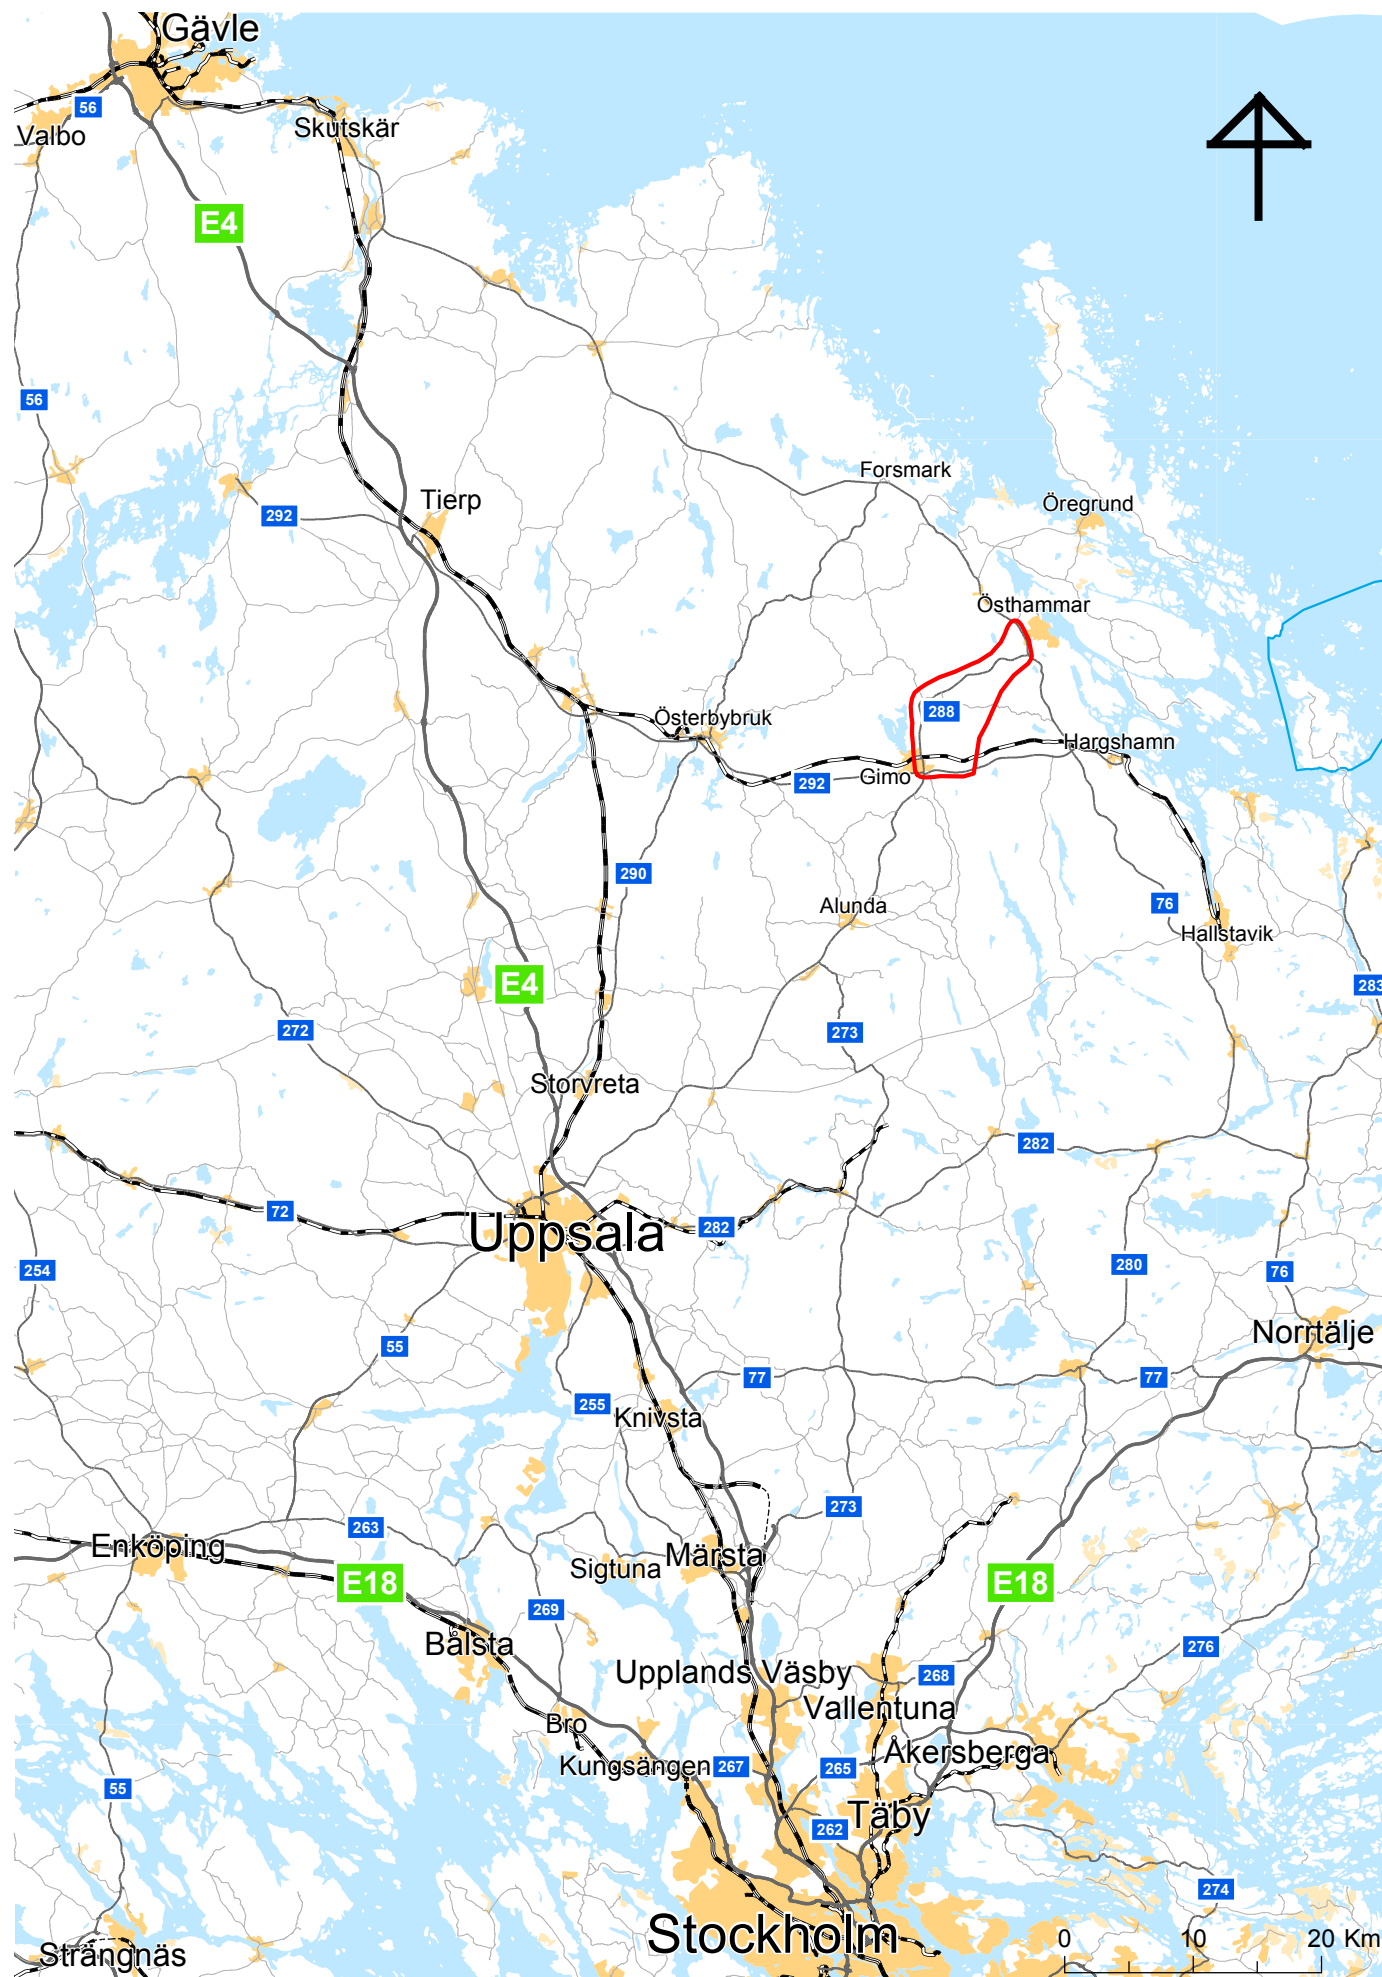 Gävle
56
Valbo
Skutskär
E4
56
Forsmark
Tierp
Öregrund
292
Östhammar
288
Österbybruk
Hargshamn
Gimo
292
290
Alunda
76
Hallstavik
E4
283
272
273
Storvreta
282
72
Uppsala
282
254
280
76
55
Norrtälje
77
77
255
Knivsta
273
263
Enköping
Märsta
Sigtuna
E18
E18
269
Bålsta
276
Upplands Väsby
268
Vallentuna
Bro
Åkersberga
Kungsängen
267
265
55
Täby
262
274
Stockholm
0 10 20 Km
Strängnäs